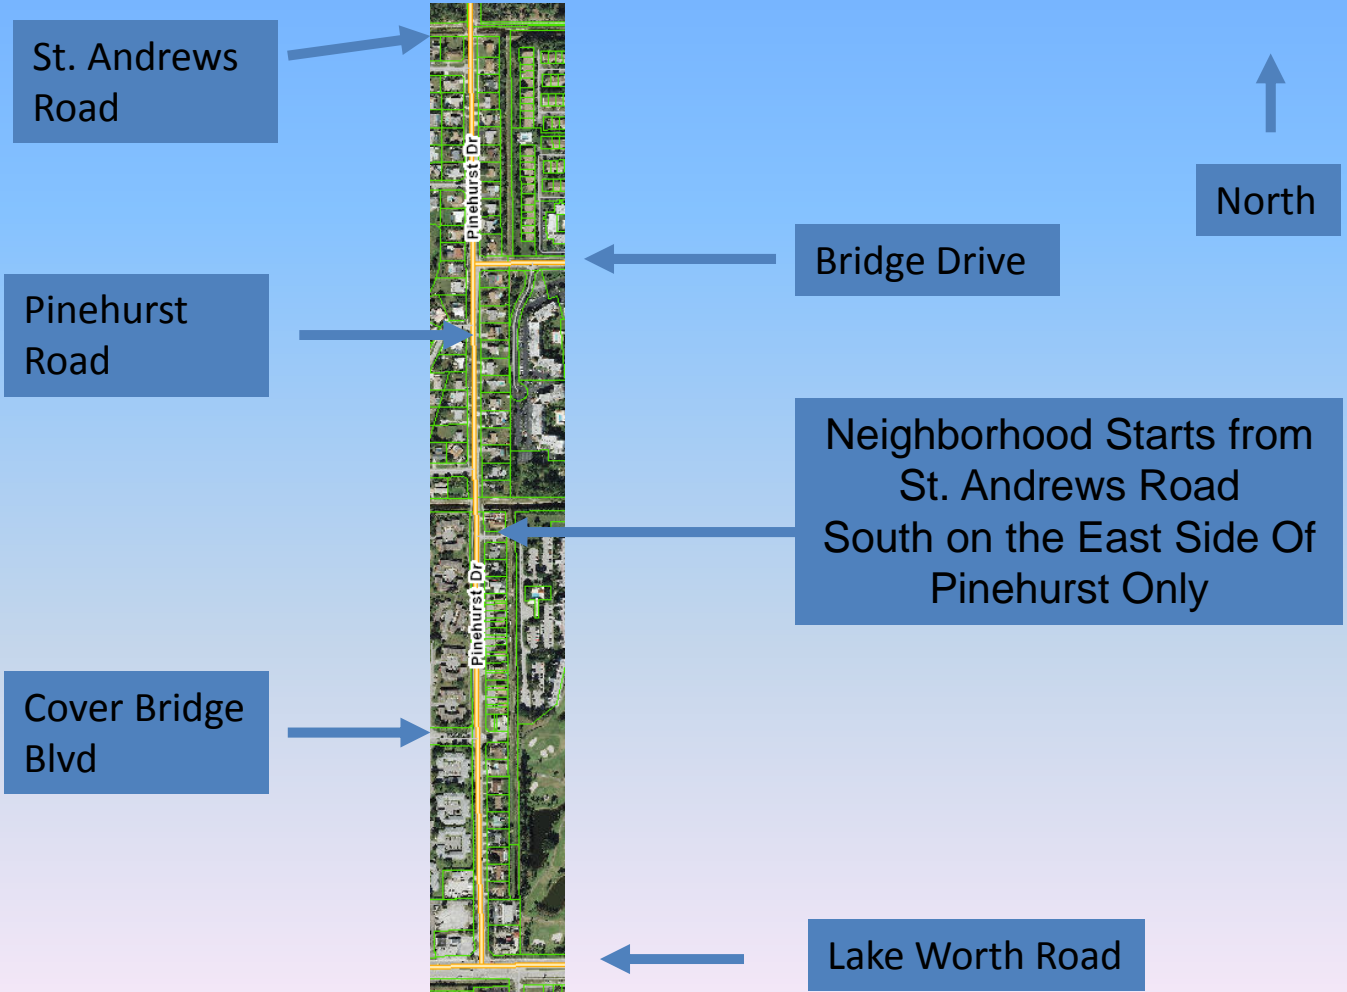 St. Andrews
Road
North
Pinehurst Dr
Bridge Drive
Pinehurst
Road
Neighborhood Starts from
St. Andrews Road
South on the East Side Of
Pinehurst Only
Pinehurst Dr
Cover Bridge
Blvd
Lake Worth Road